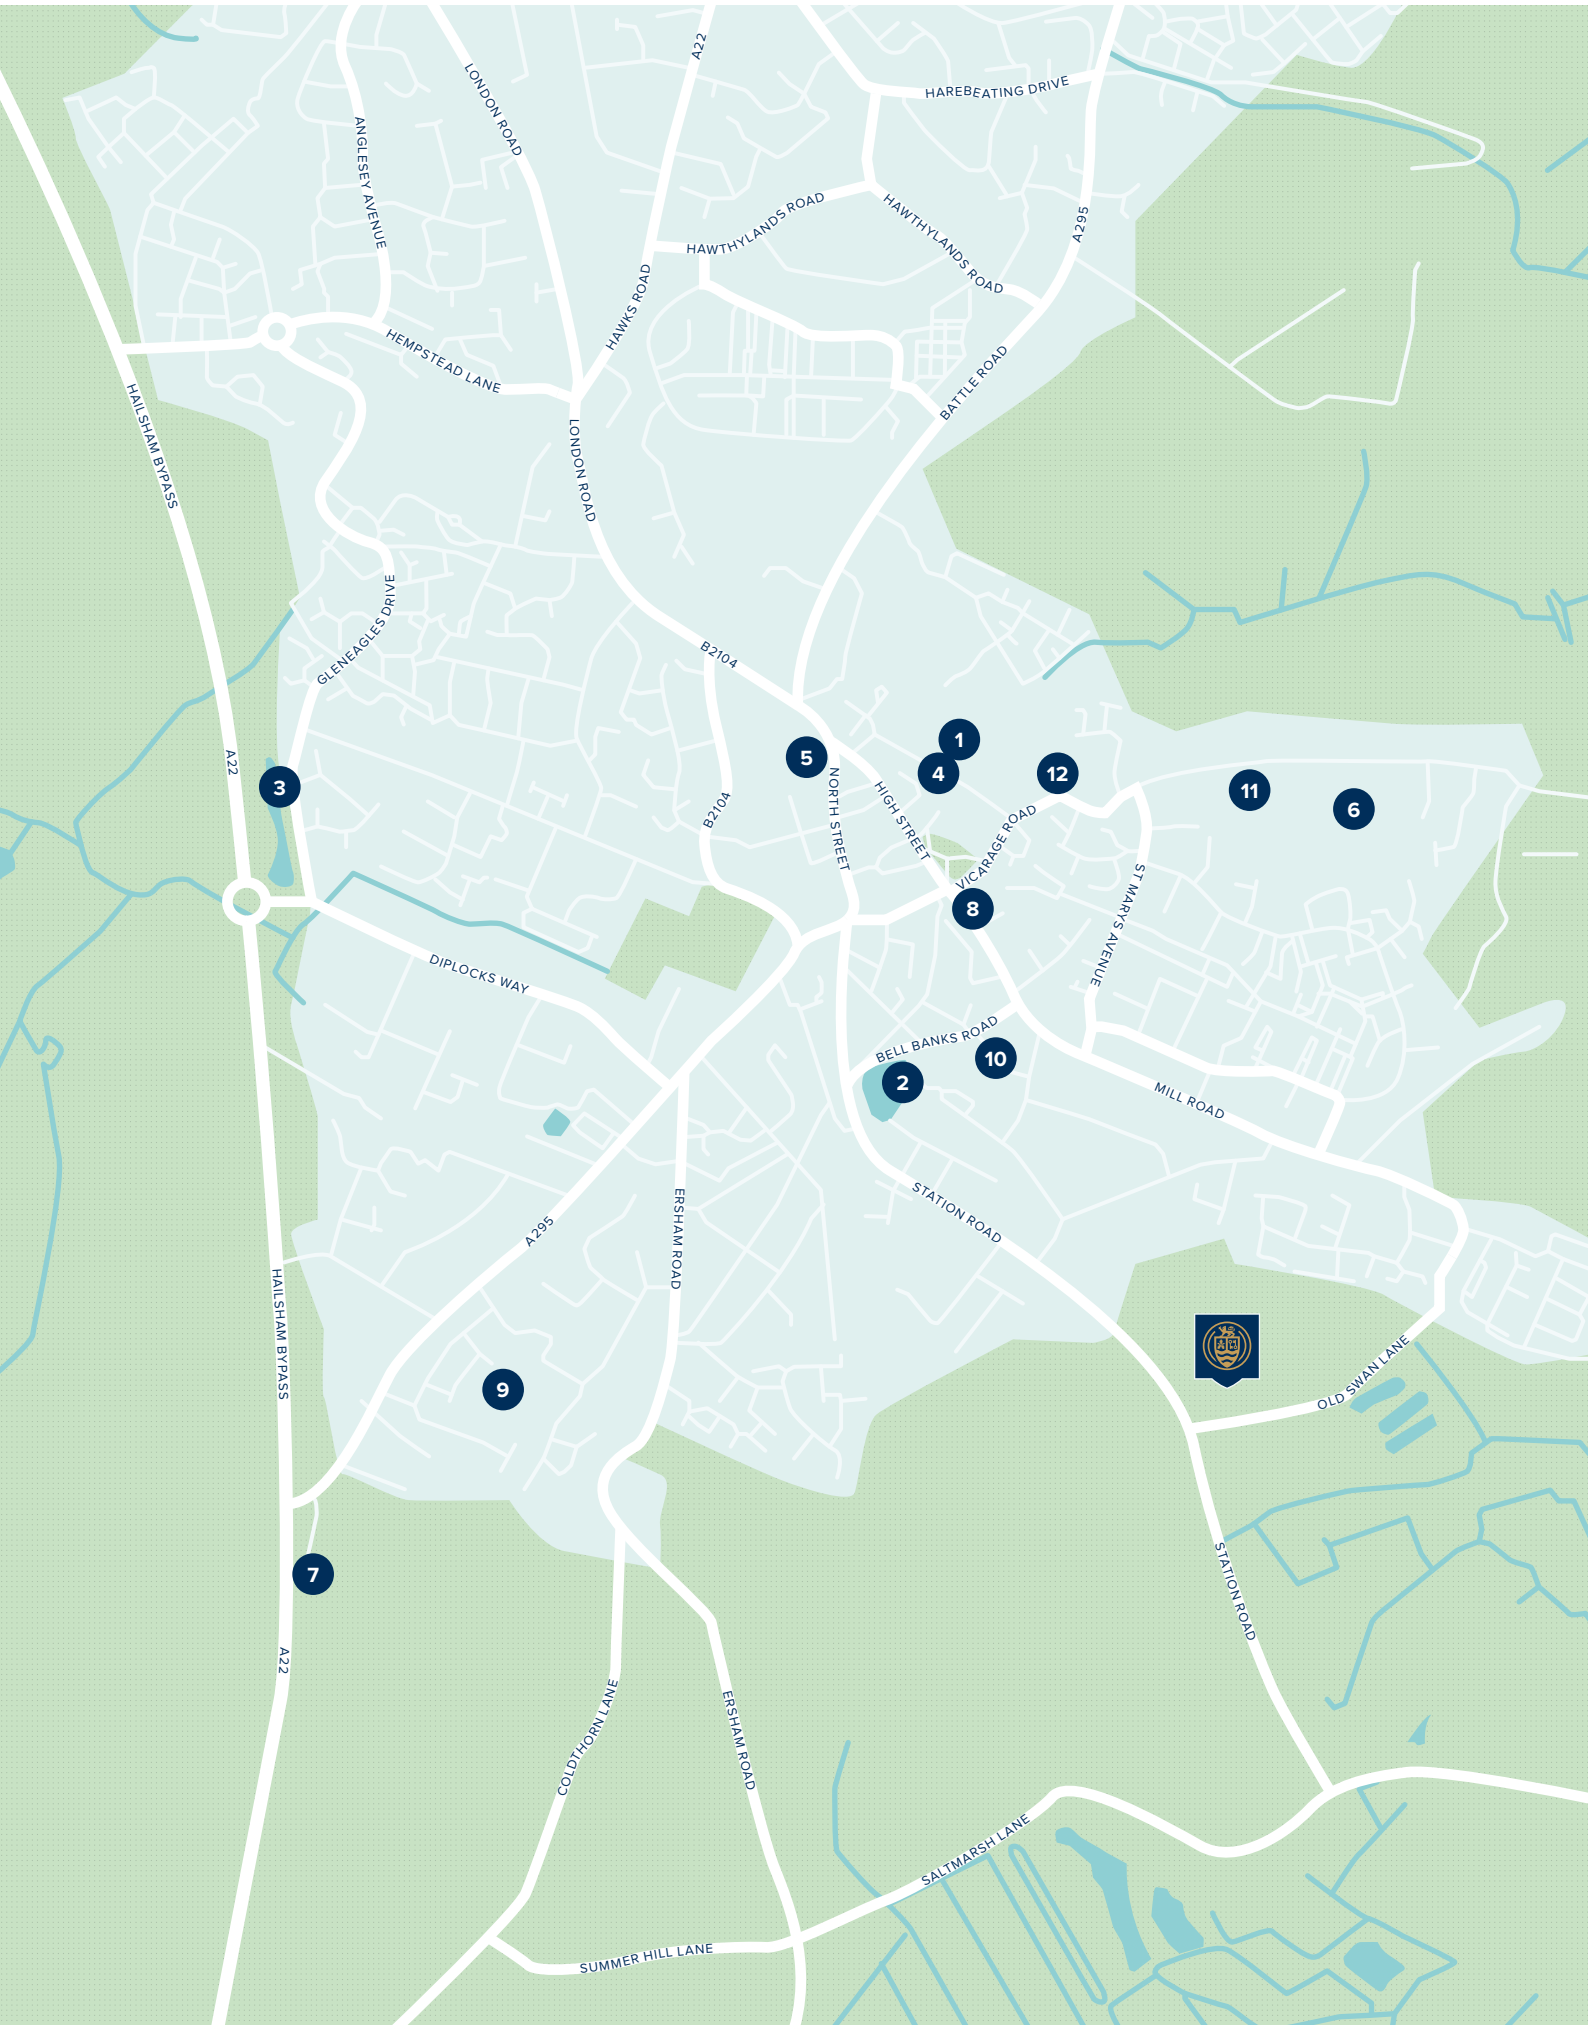 A22
LONDON ROAD
HAREBEATING DRIVE
ANGLESEY AVENUE
HAWTHYLANDS ROAD
HAWTHYLANDS ROAD
A295
HAWKS ROAD
HEMPSTEAD LANE
BATTLE ROAD
HAILSHAM BYPASS
LONDON ROAD
GLENEAGLES DRIVE
B2104
A22
1
5
4
12
3
NORTH STREET
HIGH STREET
11
6
B2104
VICARAGE ROAD
ST MARYS AVENUE
8
DIPLOCKS WAY
BELL BANKS ROAD
10
2
MILL ROAD
STATION ROAD
ERSHAM ROAD
A295
HAILSHAM BYPASS
OLD SWAN LANE
9
STATION ROAD
7
A22
COLDTHORN LANE
ERSHAM ROAD
SALTMARSH LANE
SUMMER HILL LANE